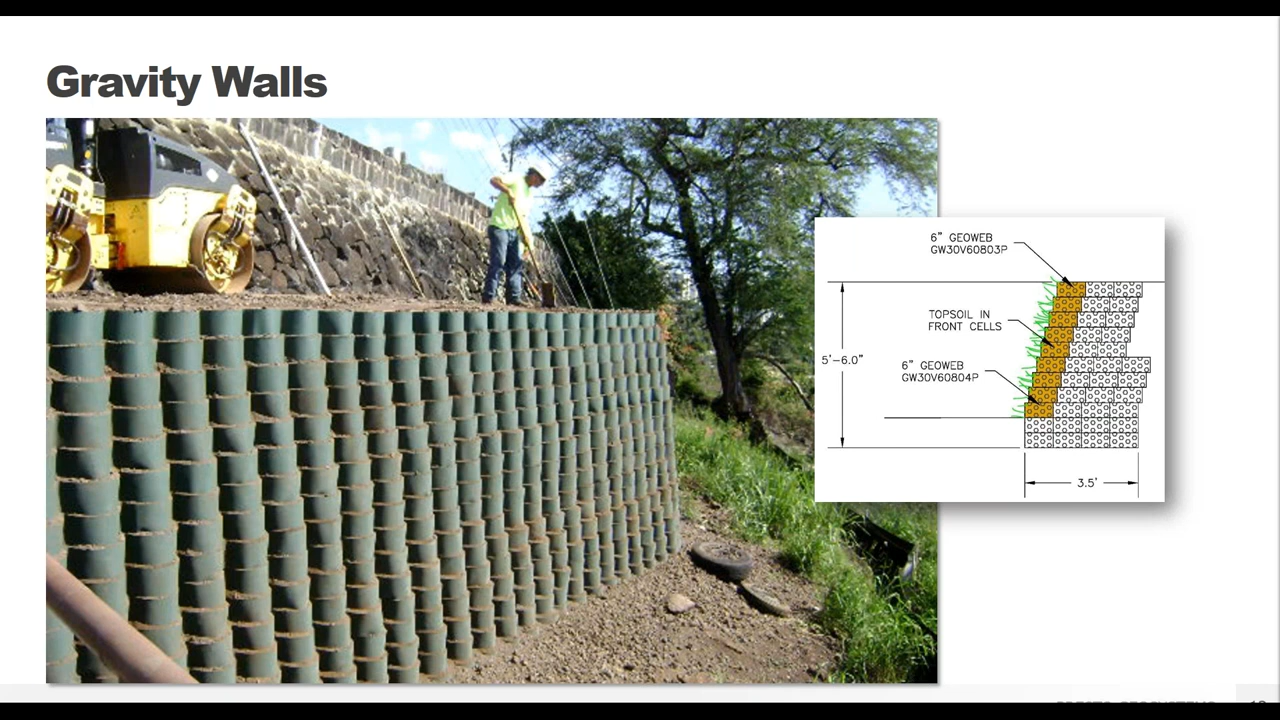 Gravity Walls
6" GEOWEB
GW30V60803P
TOPSOIL IN
FRONT CELLS
5'-6.0"
6" GEOWEB
GW30V60804P
3.5'